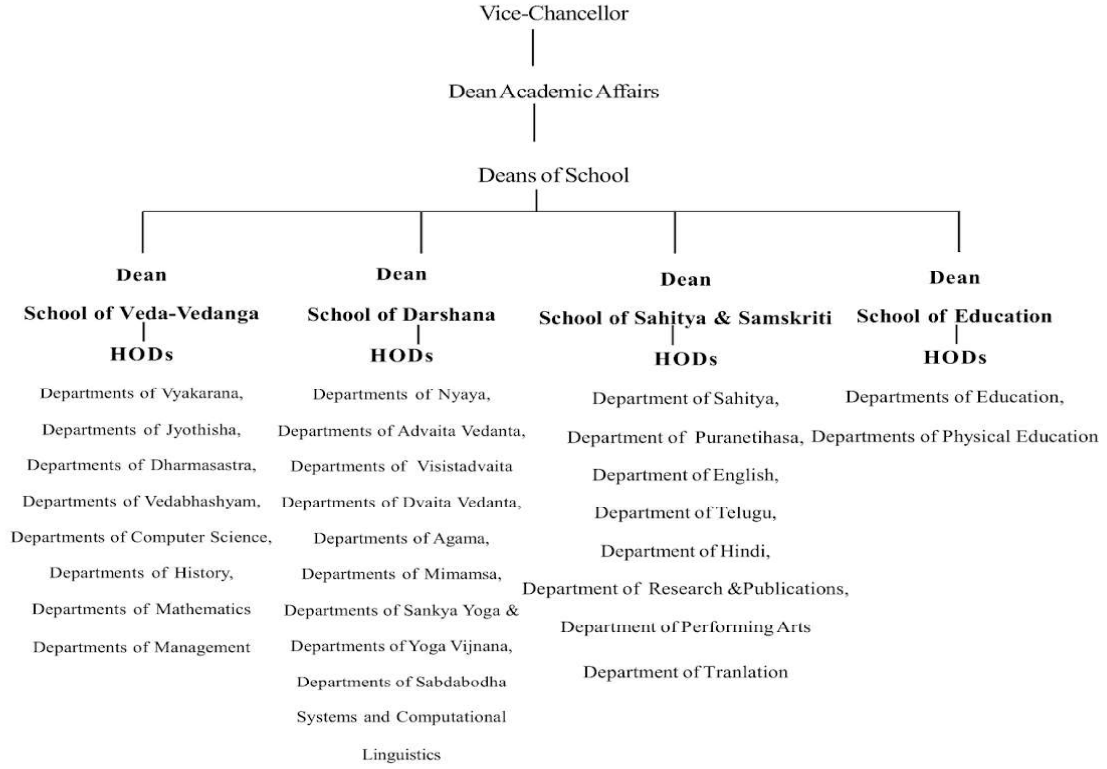 Vice-Chancellor
Dean Academic Affairs
Deans of School
Dean
School of Veda-Vedanga
HODs
Departments of Vyakarana,
Departments of Jyothisha,
Departments of Dharmasastra,
Departments of Vedabhashyam,
Departments of Computer Science,
Departments of History,
Departments of Mathematics
Departments of Management
Dean
School of Darshana
HODs
Departments of Nyaya,
Departments of Advaita Vedanta,
Departments of Visistadvaita
Departments of Dvaita Vedanta,
Departments of Agama,
Departments of Mimamsa,
Departments of Sankya Yoga &
Departments of Yoga Vijnana,
Departments of Sabdabodha
Systems and Computational
Linguistics
Dean
School of Sahitya & Samskriti
HODs
Department of Sahitya,
Department of Puranetihasa,
Department of English,
Department of Telugu,
Department of Hindi,
Department of Research &Publications,
Department of Performing Arts
Department of Tranlation
Dean
School of Education
HODs
Departments of Education,
Departments of Physical Education